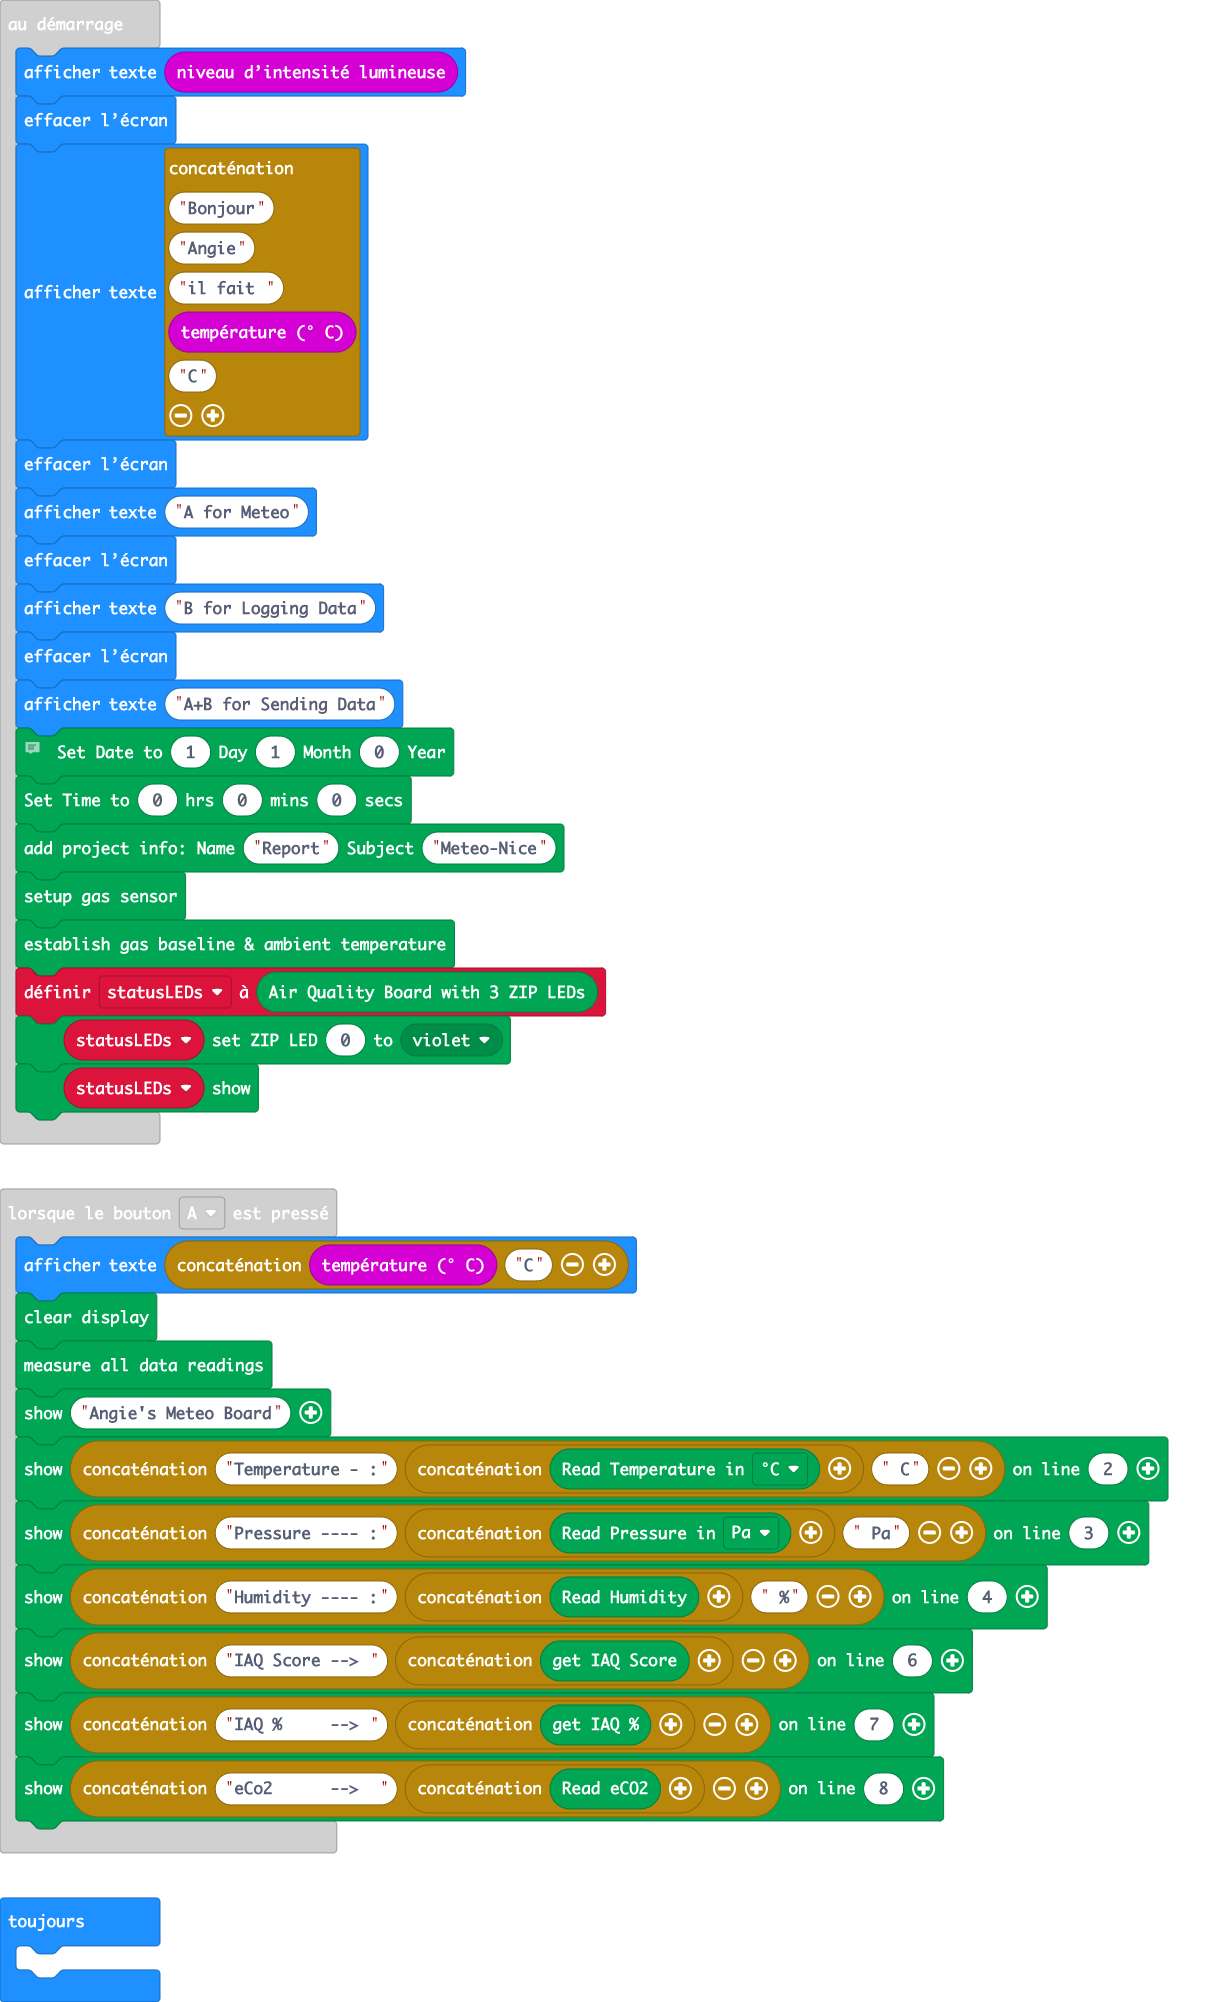 au démarrage
afficher texte niveau d’intensité lumineuse
effacer l’écran
concaténation
"Bonjour"
"Angie"
"il fait "
afficher texte
température (° C)
"C"
effacer l’écran
afficher texte "A for Meteo"
effacer l’écran
afficher texte "B for Logging Data"
effacer l’écran
afficher texte "A+B for Sending Data"
Set Date to 1 Day 1 Month 0 Year
Set Time to 0 hrs 0 mins 0 secs
add project info: Name "Report" Subject "Meteo-Nice"
setup gas sensor
establish gas baseline & ambient temperature
définir statusLEDs à Air Quality Board with 3 ZIP LEDs
statusLEDs set ZIP LED 0 to violet
statusLEDs show
lorsque le bouton A est pressé
afficher texte concaténation température (° C) "C"
clear display
measure all data readings
show "Angie's Meteo Board"
show concaténation "Temperature - :" concaténation Read Temperature in °C " C" on line 2
show concaténation "Pressure ---- :" concaténation Read Pressure in Pa " Pa" on line 3
show concaténation "Humidity ---- :" concaténation Read Humidity " %" on line 4
show concaténation "IAQ Score --> " concaténation get IAQ Score on line 6
show concaténation "IAQ %     --> " concaténation get IAQ % on line 7
show concaténation "eCo2      -->  " concaténation Read eCO2 on line 8
toujours